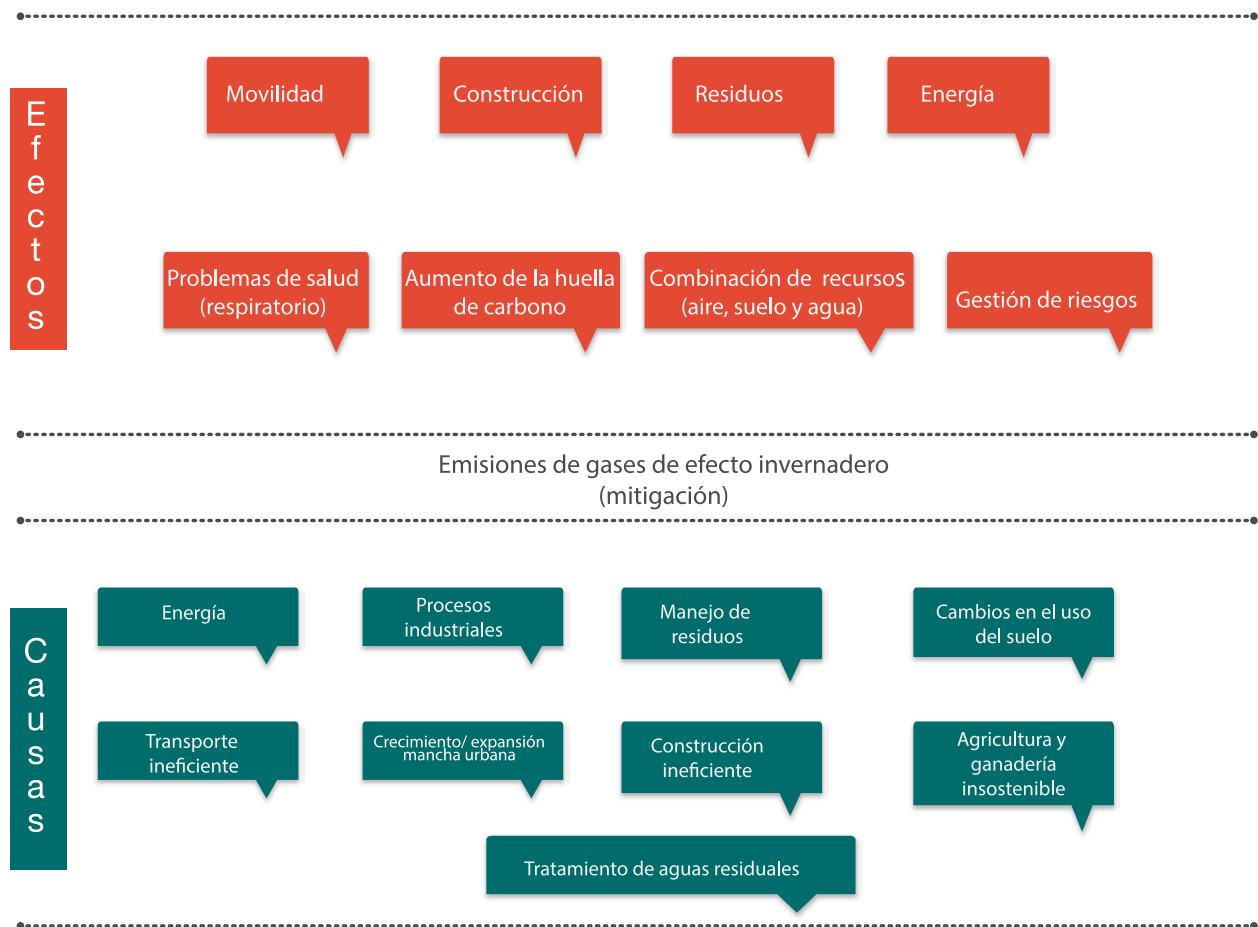 Efectos
Movilidad
Construcción
Residuos
Energía
Problemas de salud
(respiratorio)
Aumento de la huella
de carbono
Combinación de recursos
(aire, suelo y agua)
Gestión de riesgos
Emisiones de gases de efecto invernadero
(mitigación)
Causas
Energía
Procesos
industriales
Manejo de
residuos
Cambios en el uso
del suelo
Transporte
ineficiente
Crecimiento/ expansión
mancha urbana
Construcción
ineficiente
Agricultura y
ganadería
insostenible
Tratamiento de aguas residuales